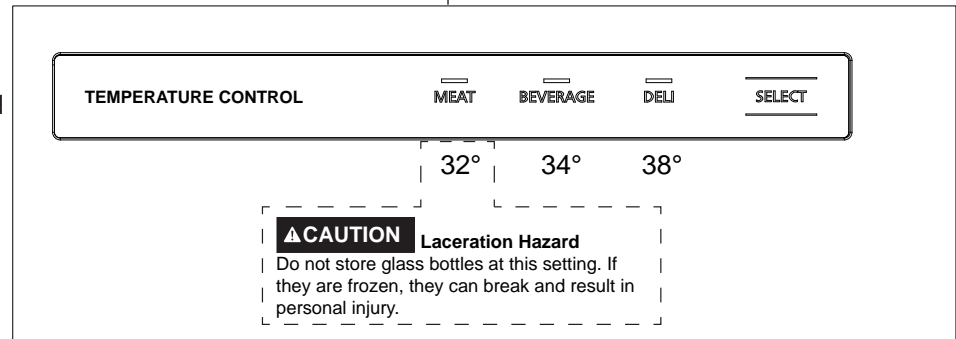 TEMPERATURE CONTROL MEAT BEVERAGE DELI SELECT
32° 34° 38°
⚠CAUTION Laceration Hazard
Do not store glass bottles at this setting. If
they are frozen, they can break and result in
personal injury.